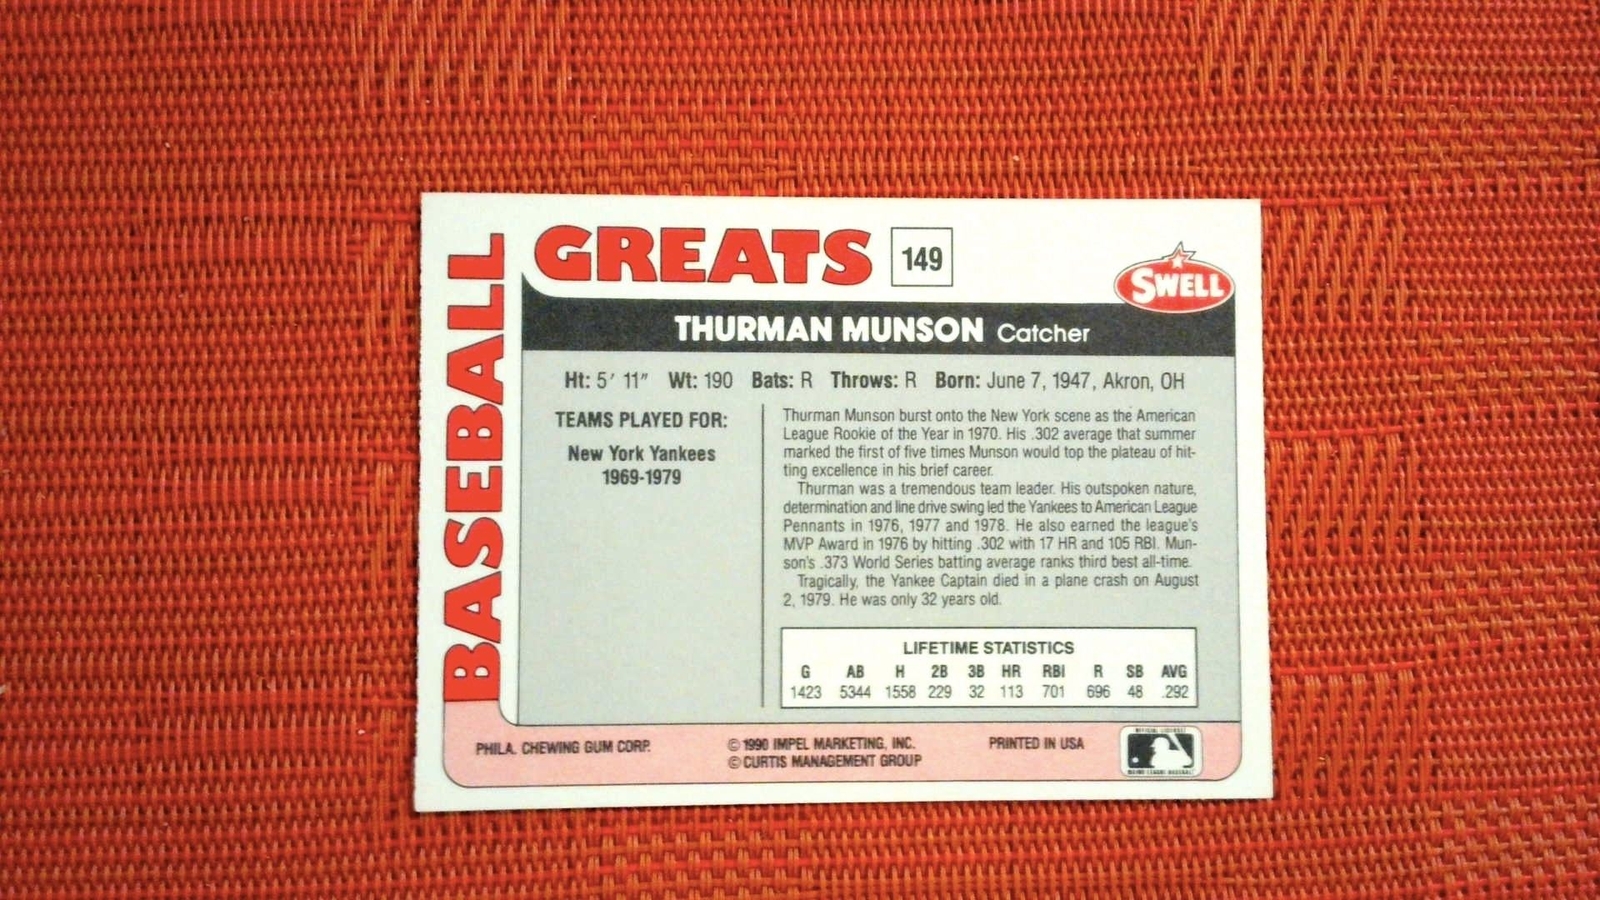 BASEBALL
GREATS
149
SWELL
THURMAN MUNSON Catcher
Ht: 5′ 11″ Wt: 190 Bats: R Throws: R Born: June 7, 1947, Akron, OH
TEAMS PLAYED FOR:
New York Yankees
1969-1979
Thurman Munson burst onto the New York scene as the American
League Rookie of the Year in 1970. His .302 average that summer
marked the first of five times Munson would top the plateau of hit-
ting excellence in his brief career.
Thurman was a tremendous team leader. His outspoken nature,
determination and line drive swing led the Yankees to American League
Pennants in 1976, 1977 and 1978. He also earned the league's
MVP Award in 1976 by hitting .302 with 17 HR and 105 RBI. Mun-
son's .373 World Series batting average ranks third best all-time.
Tragically, the Yankee Captain died in a plane crash on August
2, 1979. He was only 32 years old.
LIFETIME STATISTICS
G AB H 2B 3B HR RBI R SB AVG
1423 5344 1558 229 32 113 701 696 48 .292
PHILA. CHEWING GUM CORP.
© 1990 IMPEL MARKETING, INC.
© CURTIS MANAGEMENT GROUP
PRINTED IN USA
OFFICIAL LICENSEE
MAJOR LEAGUE BASEBALL